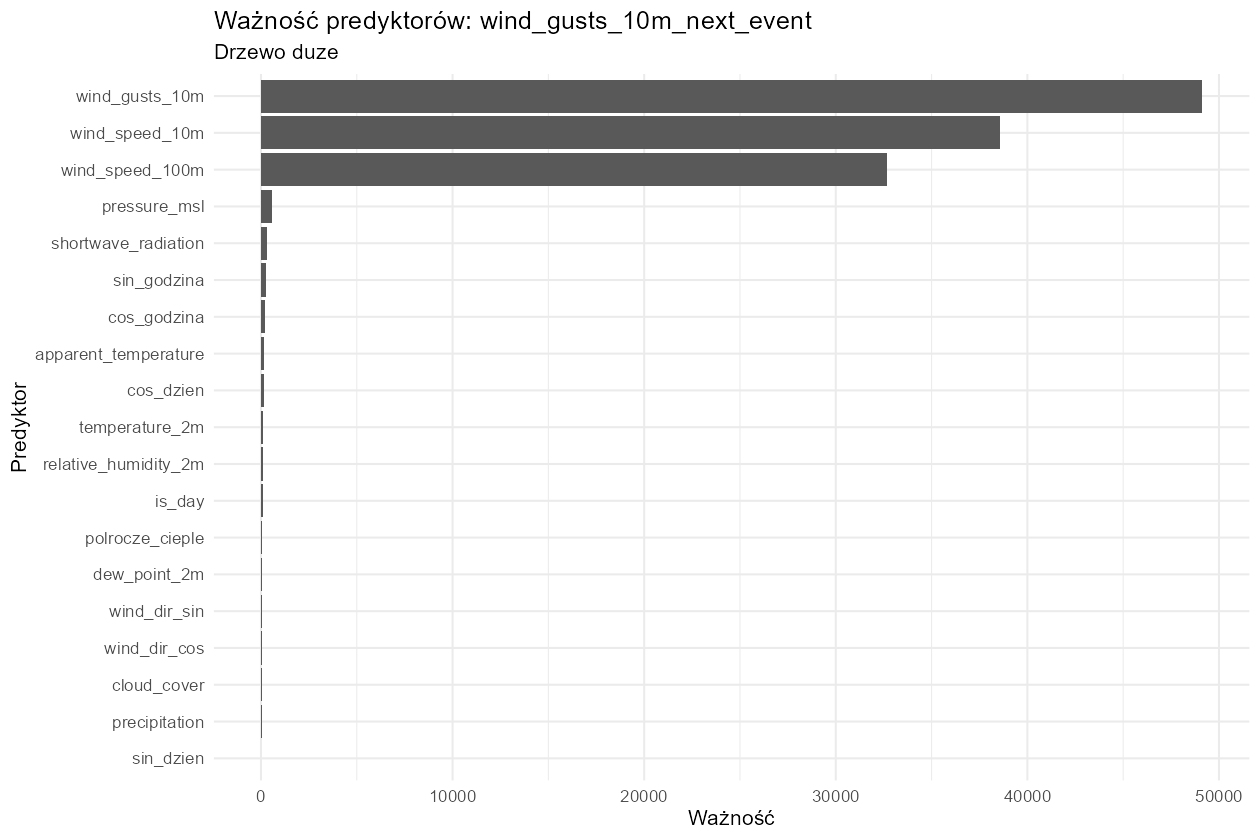 Ważność predyktorów: wind_gusts_10m_next_event
Drzewo duze
wind_gusts_10m
wind_speed_10m
wind_speed_100m
pressure_msl
shortwave_radiation
sin_godzina
cos_godzina
apparent_temperature
cos_dzien
temperature_2m
relative_humidity_2m
is_day
polrocze_cieple
dew_point_2m
wind_dir_sin
wind_dir_cos
cloud_cover
precipitation
sin_dzien
Predyktor
0 10000 20000 30000 40000 50000
Ważność